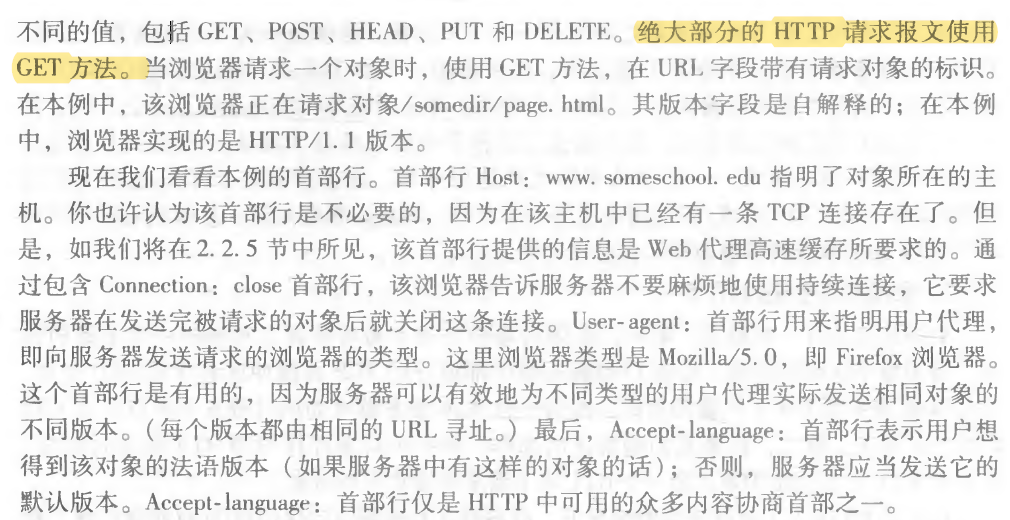 不同的值，包括 GET、POST、HEAD、PUT 和 DELETE。绝大部分的 HTTP 请求报文使用
GET 方法。当浏览器请求一个对象时，使用 GET 方法，在 URL 字段带有请求对象的标识。
在本例中，该浏览器正在请求对象/somedir/page. html。其版本字段是自解释的；在本例
中，浏览器实现的是 HTTP/1. 1 版本。
现在我们看看本例的首部行。首部行 Host：www. someschool. edu 指明了对象所在的主
机。你也许认为该首部行是不必要的，因为在该主机中已经有一条 TCP 连接存在了。但
是，如我们将在 2. 2. 5 节中所见，该首部行提供的信息是 Web 代理高速缓存所要求的。通
过包含 Connection：close 首部行，该浏览器告诉服务器不要麻烦地使用持续连接，它要求
服务器在发送完被请求的对象后就关闭这条连接。User-agent：首部行用来指明用户代理，
即向服务器发送请求的浏览器的类型。这里浏览器类型是 Mozilla/5. 0，即 Firefox 浏览器。
这个首部行是有用的，因为服务器可以有效地为不同类型的用户代理实际发送相同对象的
不同版本。（每个版本都由相同的 URL 寻址。）最后，Accept-language：首部行表示用户想
得到该对象的法语版本（如果服务器中有这样的对象的话）；否则，服务器应当发送它的
默认版本。Accept-language：首部行仅是 HTTP 中可用的众多内容协商首部之一。